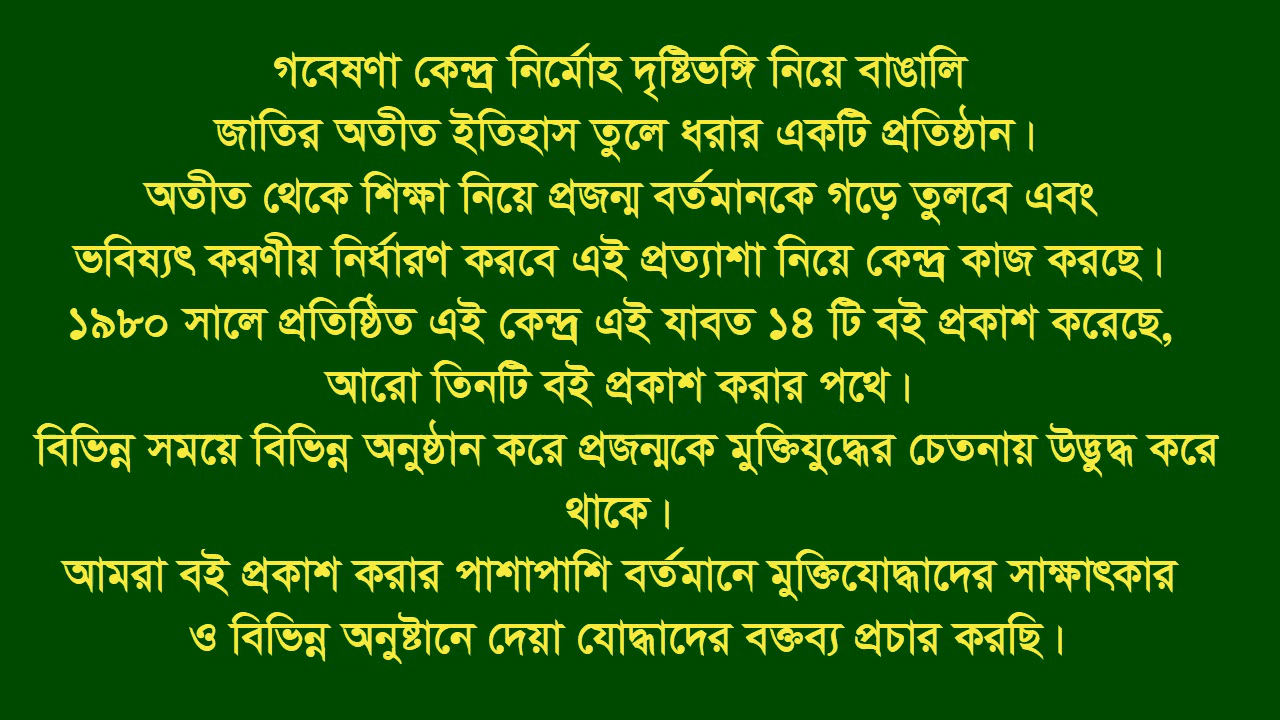 গবেষণা কেন্দ্র নির্মোহ দৃষ্টিভঙ্গি নিয়ে বাঙালি
জাতির অতীত ইতিহাস তুলে ধরার একটি প্রতিষ্ঠান।
অতীত থেকে শিক্ষা নিয়ে প্রজন্ম বর্তমানকে গড়ে তুলবে এবং
ভবিষ্যৎ করণীয় নির্ধারণ করবে এই প্রত্যাশা নিয়ে কেন্দ্র কাজ করছে।
১৯৮০ সালে প্রতিষ্ঠিত এই কেন্দ্র এই যাবত ১৪ টি বই প্রকাশ করেছে,
আরো তিনটি বই প্রকাশ করার পথে।
বিভিন্ন সময়ে বিভিন্ন অনুষ্ঠান করে প্রজন্মকে মুক্তিযুদ্ধের চেতনায় উদ্ভুদ্ধ করে
থাকে।
আমরা বই প্রকাশ করার পাশাপাশি বর্তমানে মুক্তিযোদ্ধাদের সাক্ষাৎকার
ও বিভিন্ন অনুষ্টানে দেয়া যোদ্ধাদের বক্তব্য প্রচার করছি।